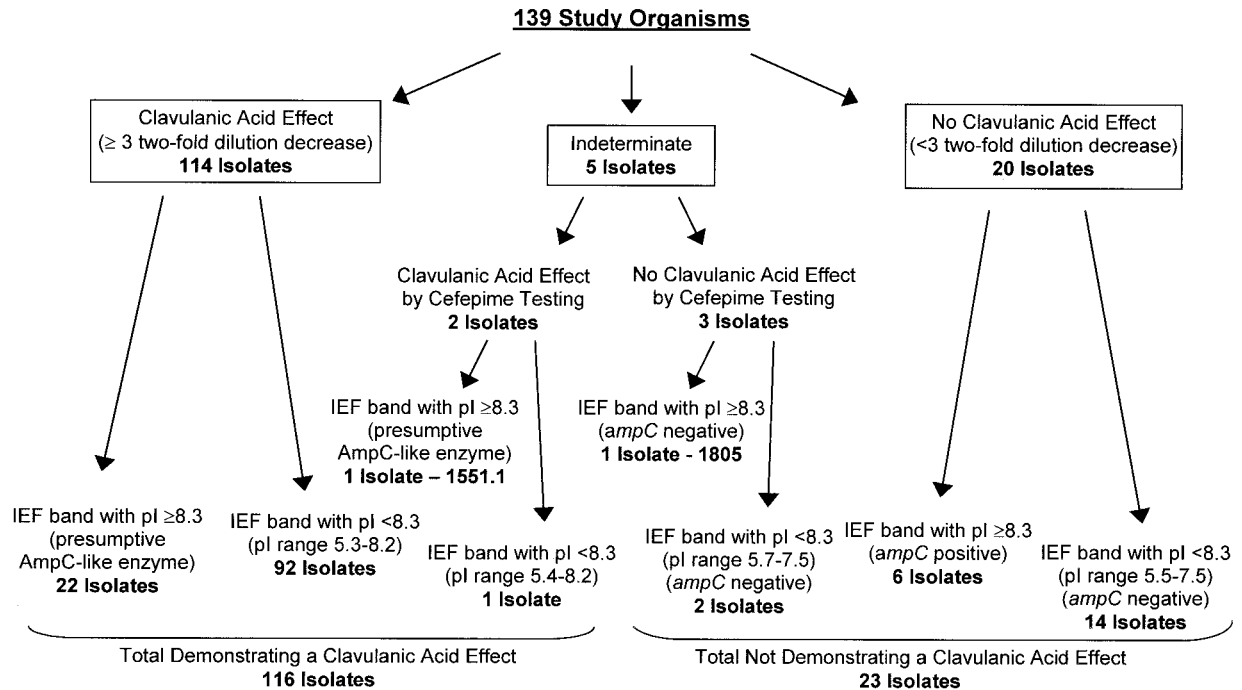 139 Study Organisms
Clavulanic Acid Effect
(≥ 3 two-fold dilution decrease)
114 Isolates
Indeterminate
5 Isolates
No Clavulanic Acid Effect
(<3 two-fold dilution decrease)
20 Isolates
Clavulanic Acid Effect
by Cefepime Testing
2 Isolates
No Clavulanic Acid Effect
by Cefepime Testing
3 Isolates
IEF band with pI ≥8.3
(presumptive
AmpC-like enzyme)
1 Isolate – 1551.1
IEF band with pI ≥8.3
(ampC negative)
1 Isolate - 1805
IEF band with pI ≥8.3
(presumptive
AmpC-like enzyme)
22 Isolates
IEF band with pI <8.3
(pI range 5.3-8.2)
92 Isolates
IEF band with pI <8.3
(pI range 5.4-8.2)
1 Isolate
IEF band with pI <8.3
(pI range 5.7-7.5)
(ampC negative)
2 Isolates
IEF band with pI ≥8.3
(ampC positive)
6 Isolates
IEF band with pI <8.3
(pI range 5.5-7.5)
(ampC negative)
14 Isolates
Total Demonstrating a Clavulanic Acid Effect
116 Isolates
Total Not Demonstrating a Clavulanic Acid Effect
23 Isolates